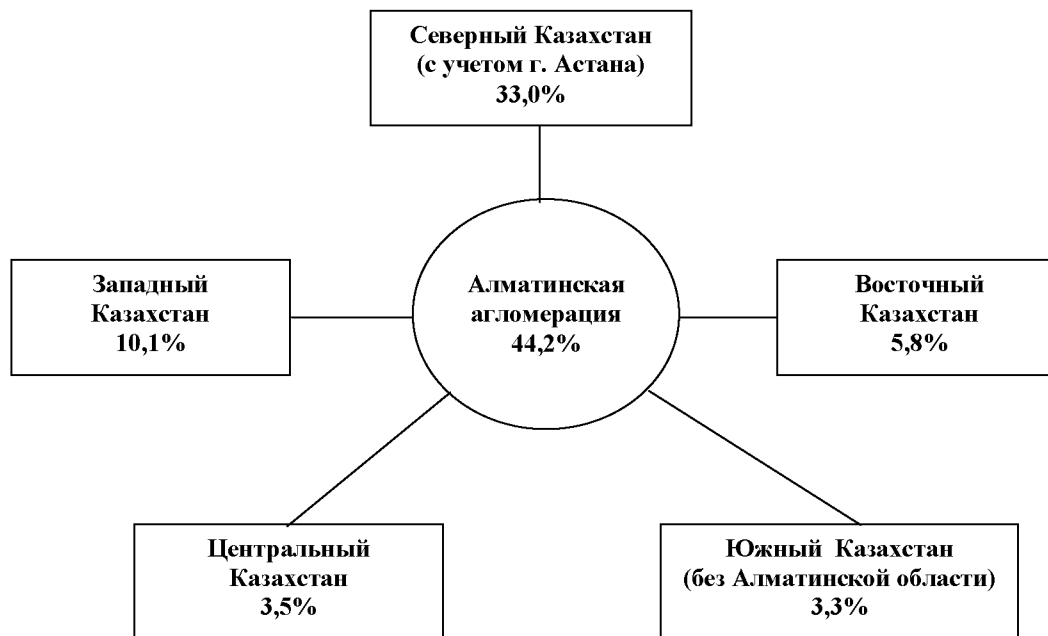 Северный Казахстан
(с учетом г. Астана)
33,0%
Западный
Казахстан
10,1%
Алматинская
агломерация
44,2%
Восточный
Казахстан
5,8%
Центральный
Казахстан
3,5%
Южный Казахстан
(без Алматинской области)
3,3%